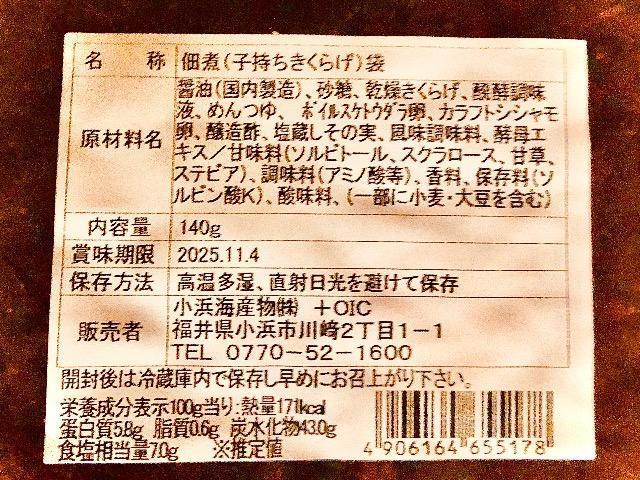 名称 佃煮(子持ちきくらげ)袋
原材料名 醤油(国内製造)、砂糖、乾燥きくらげ、醗酵調味
液、めんつゆ、ボイルスケトウダラ卵、カラフトシシャモ
卵、醸造酢、塩蔵しその実、風味調味料、酵母エ
キス/甘味料(ソルビトール、スクラロース、甘草、
ステビア)、調味料(アミノ酸等)、香料、保存料(ソ
ルビン酸K)、酸味料、(一部に小麦・大豆を含む)
内容量 140g
賞味期限 2025.11.4
保存方法 高温多湿、直射日光を避けて保存
販売者 小浜海産物㈱ +OIC
福井県小浜市川崎2丁目1-1
TEL 0770-52-1600
開封後は冷蔵庫内で保存し早めにお召上がり下さい。
栄養成分表示100g当り:熱量171kcal
蛋白質5.8g 脂質0.6g 炭水化物43.0g
食塩相当量7.0g ※推定値
4 906164 655178